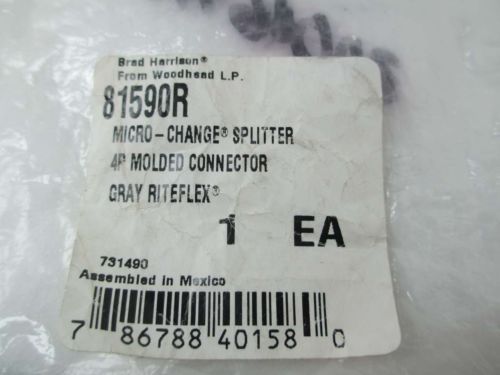 Brad Harrison®
From Woodhead L.P.
81590R
MICRO-CHANGE® SPLITTER
4P MOLDED CONNECTOR
GRAY RITEFLEX®
1 EA
731490
Assembled in Mexico
7 86788 40158 0